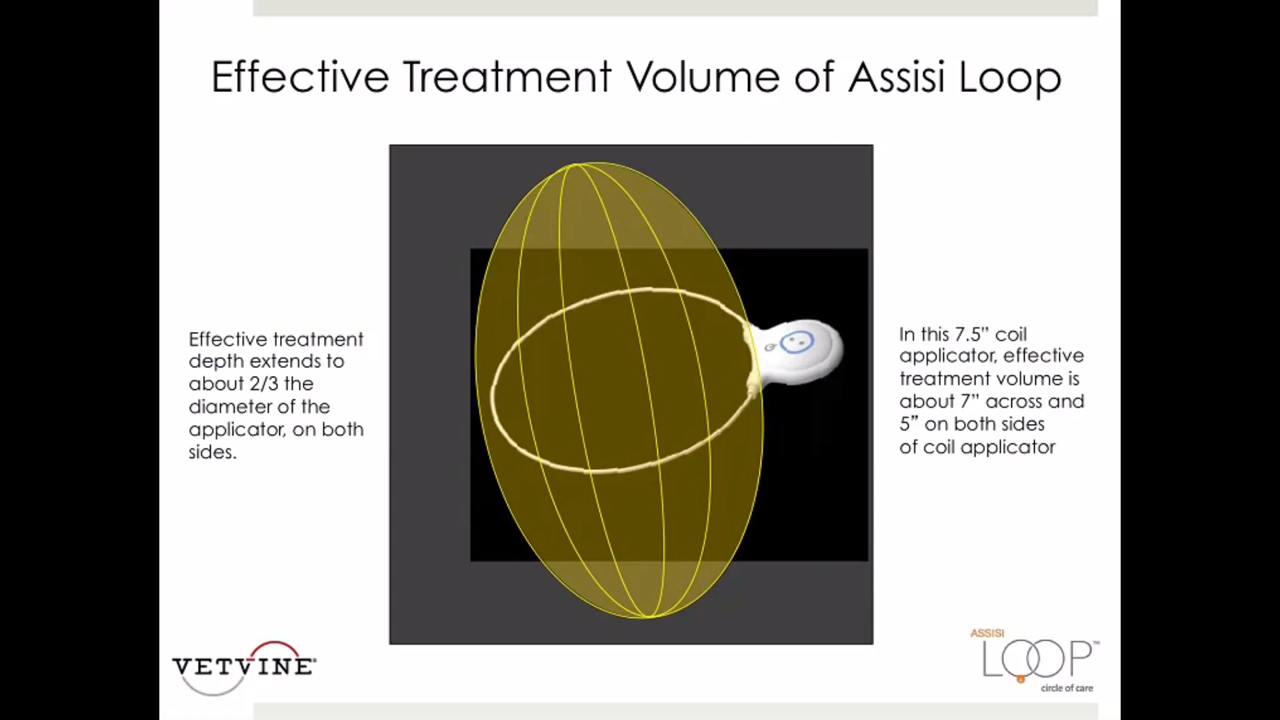 Effective Treatment Volume of Assisi Loop
Effective treatment
depth extends to
about 2/3 the
diameter of the
applicator, on both
sides.
In this 7.5” coil
applicator, effective
treatment volume is
about 7” across and
5” on both sides
of coil applicator
VETVINE®
ASSISI
LOOP™
circle of care